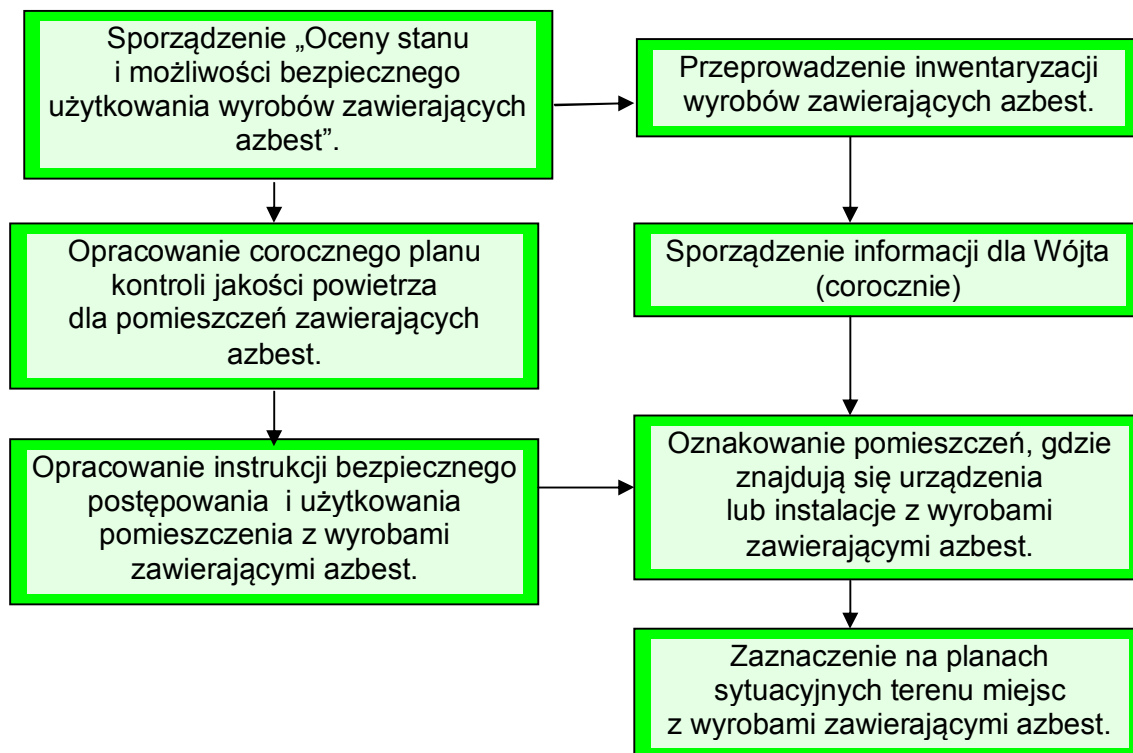 Sporządzenie „Oceny stanu
i możliwości bezpiecznego
użytkowania wyrobów zawierających
azbest”.
Przeprowadzenie inwentaryzacji
wyrobów zawierających azbest.
Opracowanie corocznego planu
kontroli jakości powietrza
dla pomieszczeń zawierających
azbest.
Sporządzenie informacji dla Wójta
(corocznie)
Opracowanie instrukcji bezpiecznego
postępowania i użytkowania
pomieszczenia z wyrobami
zawierającymi azbest.
Oznakowanie pomieszczeń, gdzie
znajdują się urządzenia
lub instalacje z wyrobami
zawierającymi azbest.
Zaznaczenie na planach
sytuacyjnych terenu miejsc
z wyrobami zawierającymi azbest.